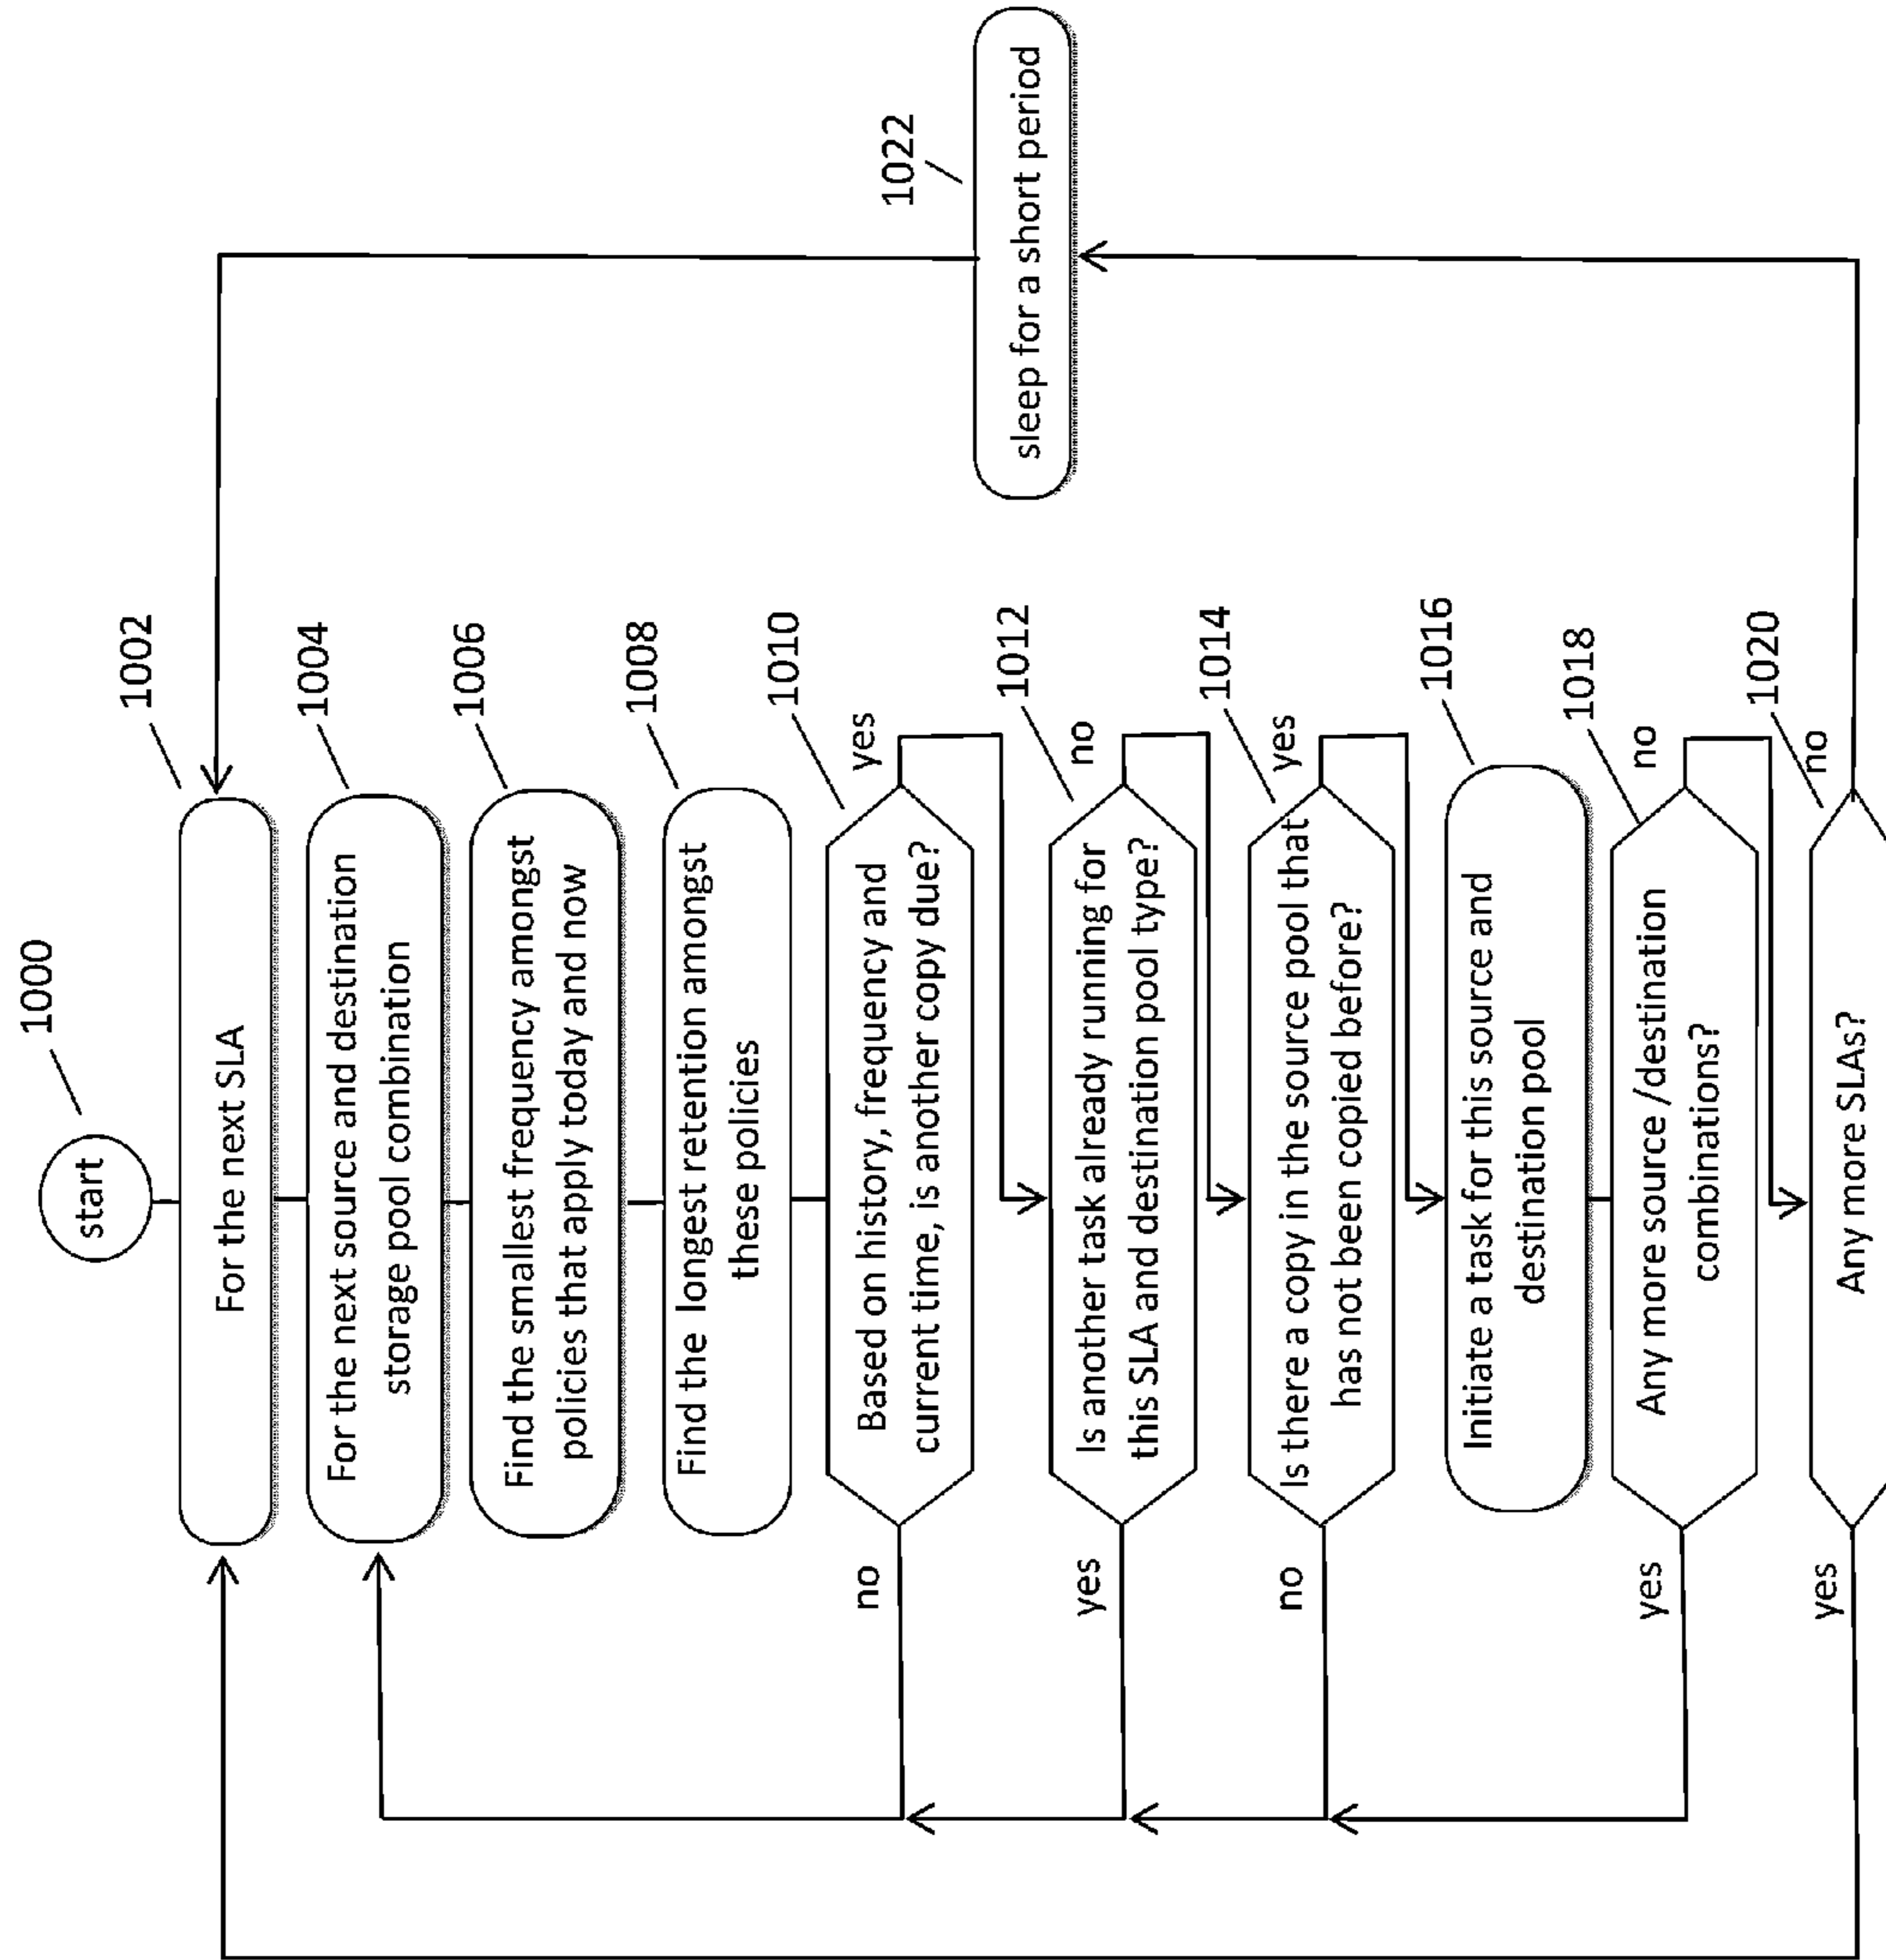 1000
start
1002
For the next SLA
1004
For the next source and destination
storage pool combination
1006
Find the smallest frequency amongst
policies that apply today and now
1008
Find the longest retention amongst
these policies
1010
Based on history, frequency and
current time, is another copy due?
no
yes
1012
Is another task already running for
this SLA and destination pool type?
yes
no
1014
Is there a copy in the source pool that
has not been copied before?
no
yes
1016
Initiate a task for this source and
destination pool
1018
Any more source /destination
combinations?
yes
no
1020
Any more SLAs?
yes
no
1022
sleep for a short period